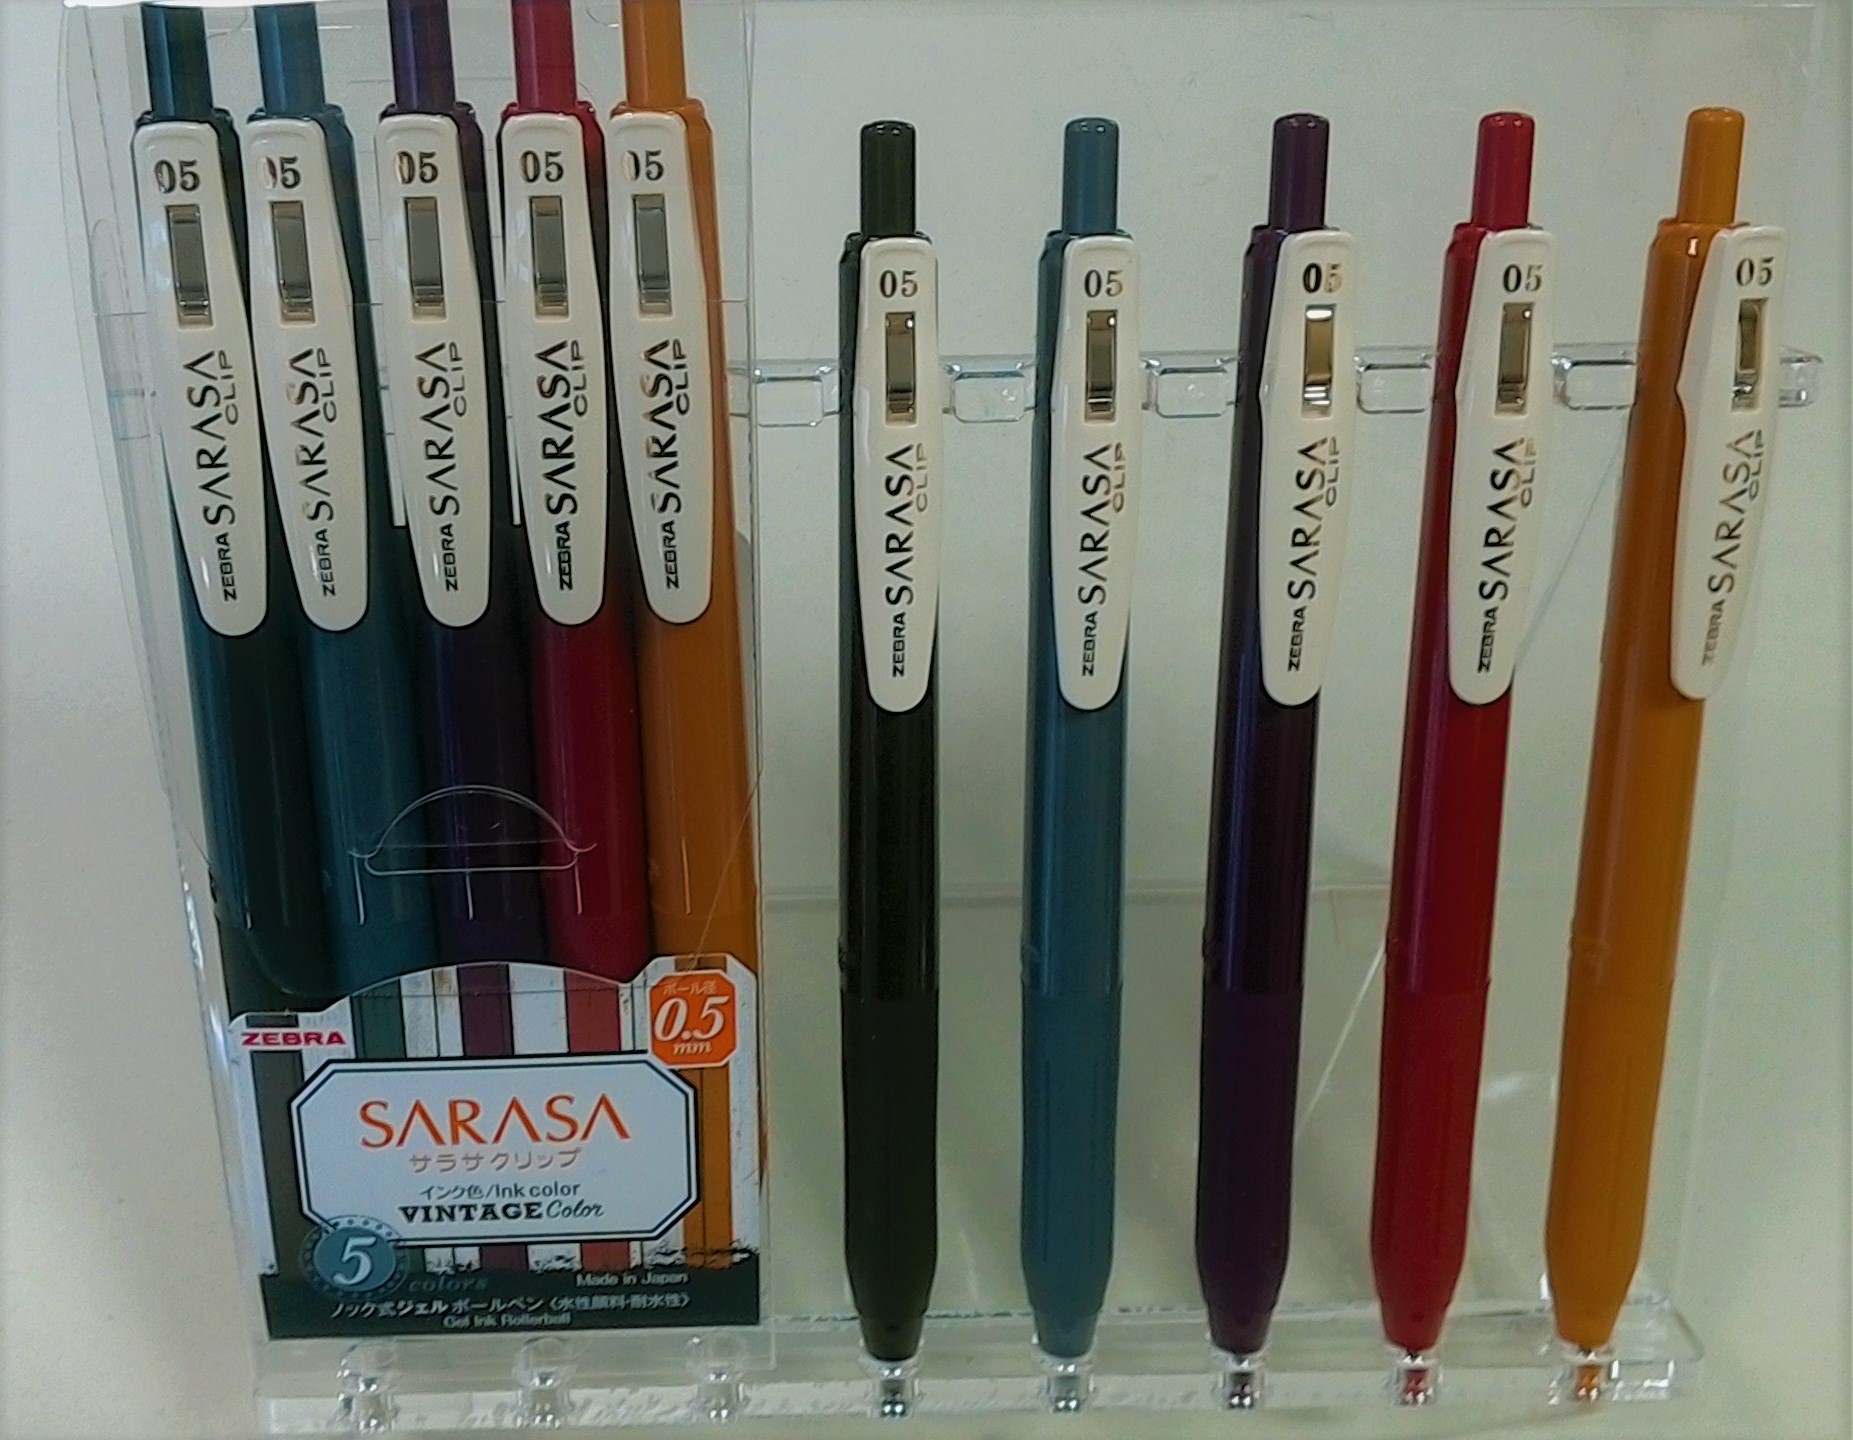 05
05
05
05
05
ZEBRA SARASA CLIP
ZEBRA SARASA CLIP
ZEBRA SARASA CLIP
ZEBRA SARASA CLIP
ZEBRA SARASA CLIP
05
05
05
05
05
ZEBRA SARASA CLIP
ZEBRA SARASA CLIP
ZEBRA SARASA CLIP
ZEBRA SARASA CLIP
ZEBRA SARASA CLIP
ボール径
0.5
mm
ZEBRA
SARASA
サラサクリップ
インク色/Ink color
VINTAGE Color
5
colors
Made in Japan
ノック式ジェルボールペン〈水性顔料・耐水性〉
Gel Ink Rollerball